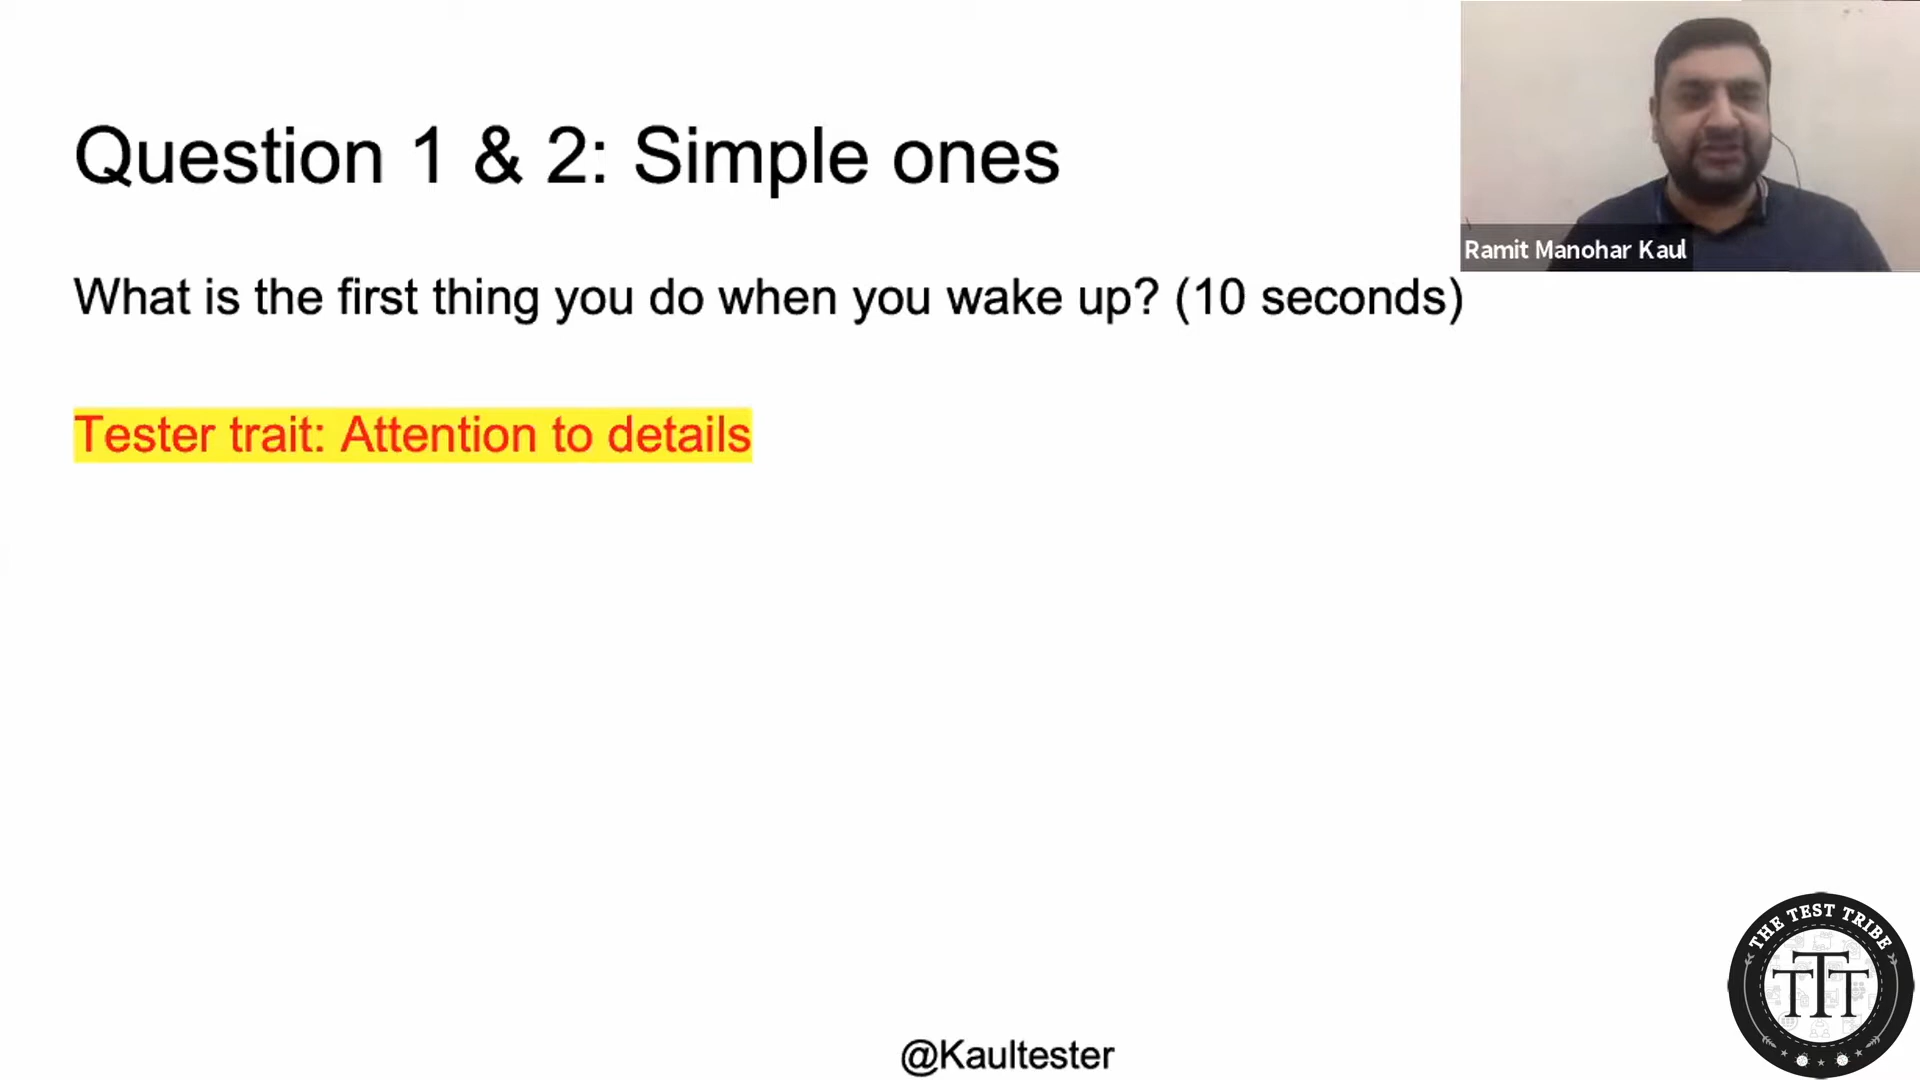 Question 1 & 2: Simple ones
Ramit Manohar Kaul
What is the first thing you do when you wake up? (10 seconds)
Tester trait: Attention to details
THE TEST TRIBE
TTT
@Kaultester